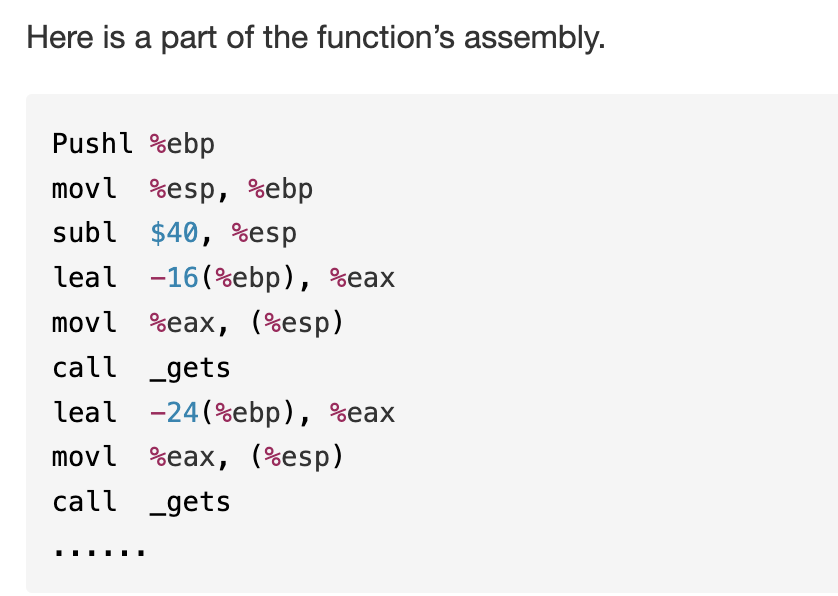 Here is a part of the function’s assembly.
Pushl %ebp
movl %esp, %ebp
subl $40, %esp
leal -16(%ebp), %eax
movl %eax, (%esp)
call _gets
leal -24(%ebp), %eax
movl %eax, (%esp)
call _gets
......